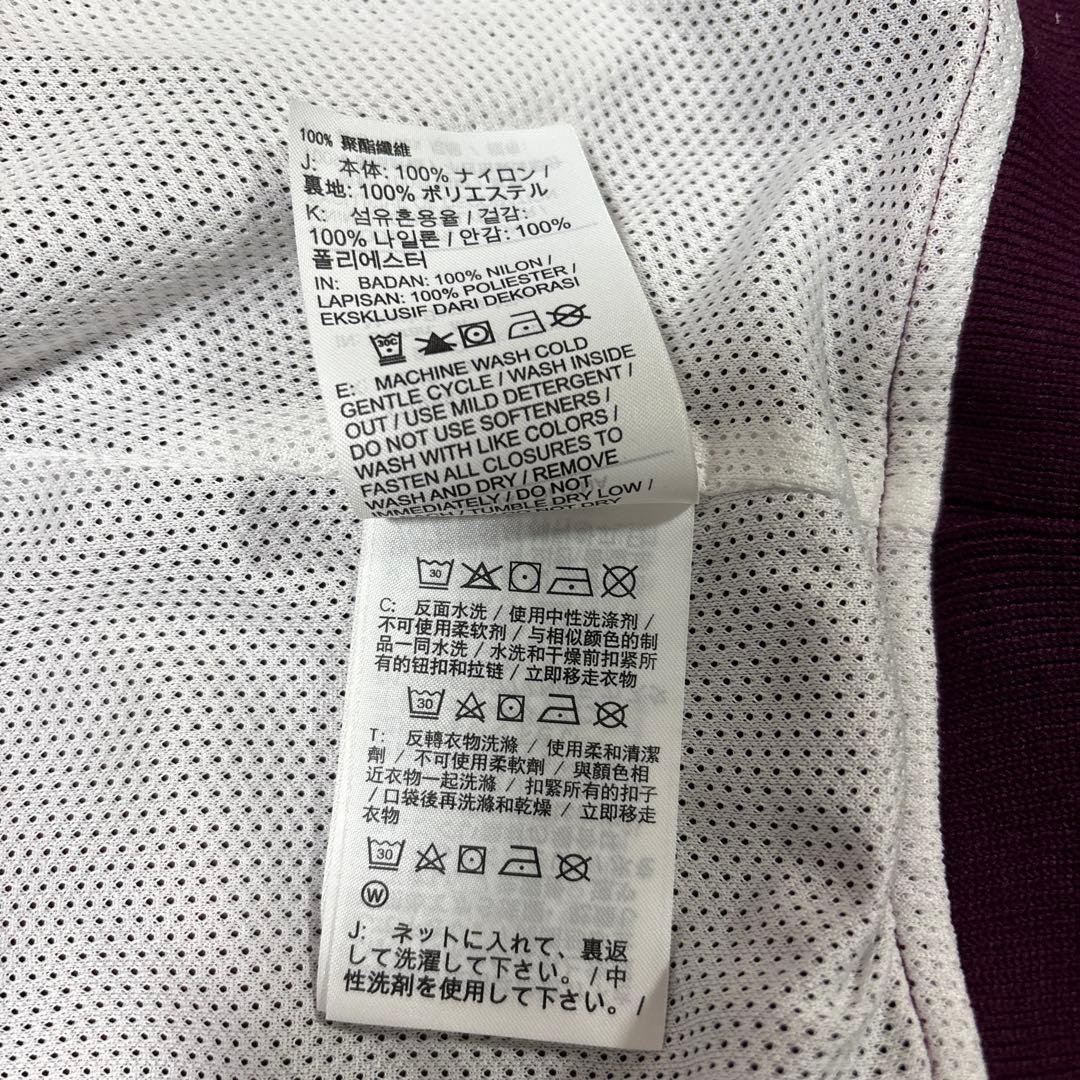 100% 聚酯纖維
J: 本体: 100% ナイロン /
裏地: 100% ポリエステル
K: 섬유혼용율 / 겉감:
100% 나일론 / 안감: 100%
폴리에스터
IN: BADAN: 100% NILON /
LAPISAN: 100% POLIESTER /
EKSKLUSIF DARI DEKORASI
30C
E: MACHINE WASH COLD
GENTLE CYCLE / WASH INSIDE
OUT / USE MILD DETERGENT /
DO NOT USE SOFTENERS /
WASH WITH LIKE COLORS /
FASTEN ALL CLOSURES TO
WASH AND DRY / REMOVE
IMMEDIATELY / DO NOT
/ TUMBLE DRY LOW /
30
C: 反面水洗 / 使用中性洗涤剂 /
不可使用柔软剂 / 与相似颜色的制
品一同水洗 / 水洗和干燥前扣紧所
有的钮扣和拉链 / 立即移走衣物
30
T: 反轉衣物洗滌 / 使用柔和清潔
劑 / 不可使用柔軟劑 / 與顏色相
近衣物一起洗滌 / 扣緊所有的扣子
/ 口袋後再洗滌和乾燥 / 立即移走
衣物
30
W
J: ネットに入れて、裏返
して洗濯して下さい。 / 中
性洗剤を使用して下さい。 /